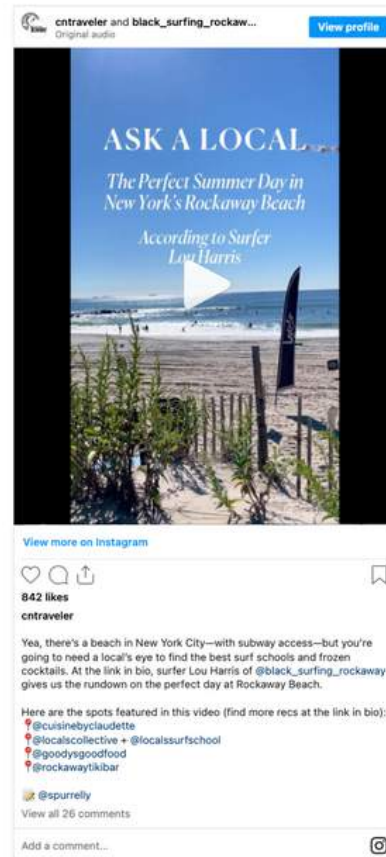 cntraveler and black_surfing_rockaw...
Original audio
View profile
ASK A LOCAL
The Perfect Summer Day in
New York's Rockaway Beach
According to Surfer
Lou Harris
View more on Instagram
842 likes
cntraveler
Yea, there's a beach in New York City—with subway access—but you're
going to need a local's eye to find the best surf schools and frozen
cocktails. At the link in bio, surfer Lou Harris of @black_surfing_rockaway
gives us the rundown on the perfect day at Rockaway Beach.
Here are the spots featured in this video (find more recs at the link in bio):
📍@cuisinebyclaudette
📍@localscollective + @localssurfschool
📍@goodysgoodfood
📍@rockawaytikibar
📝 @spurrelly
View all 26 comments
Add a comment...